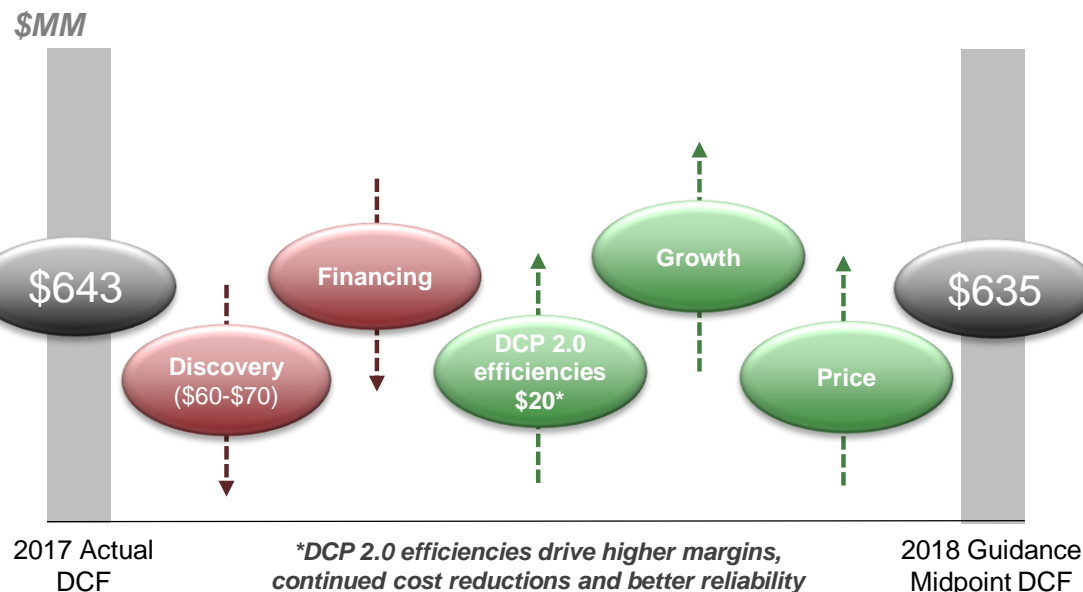 $MM
$643
Discovery
($60-$70)
Financing
DCP 2.0
efficiencies
$20*
Growth
Price
$635
2017 Actual
DCF
*DCP 2.0 efficiencies drive higher margins,
continued cost reductions and better reliability
2018 Guidance
Midpoint DCF